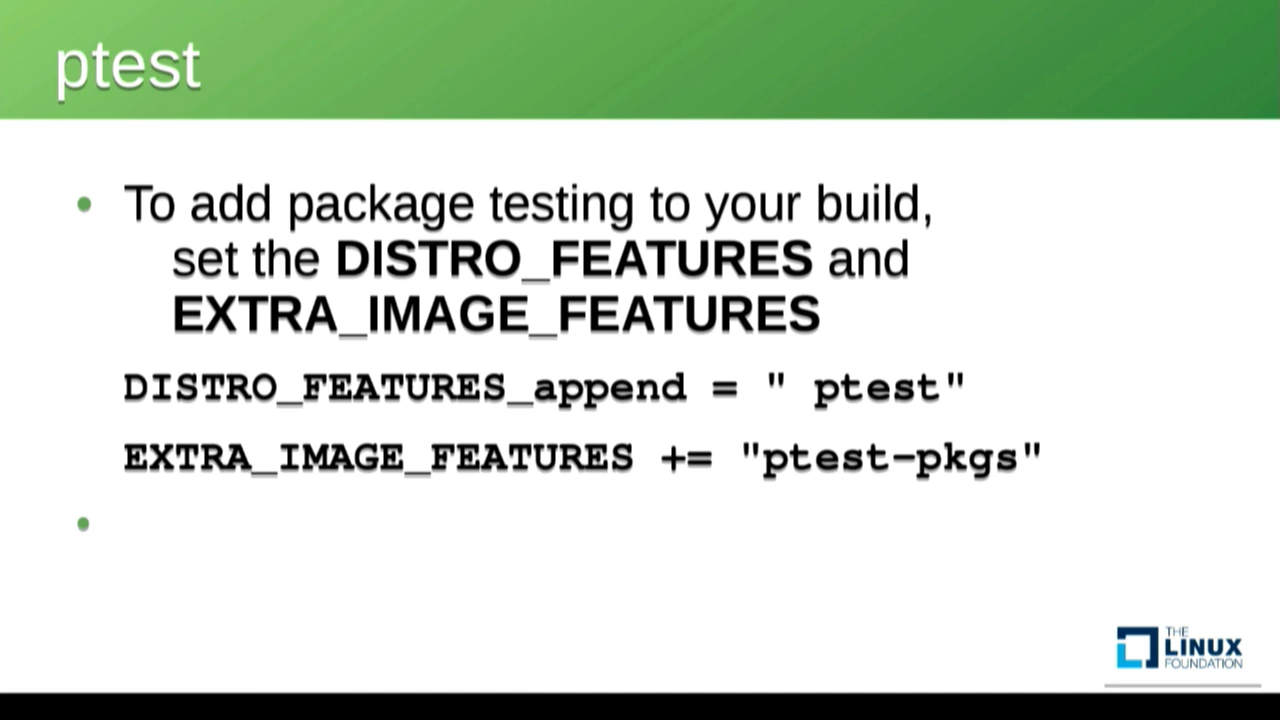 ptest
• To add package testing to your build,
set the DISTRO_FEATURES and
EXTRA_IMAGE_FEATURES
DISTRO_FEATURES_append = " ptest"
EXTRA_IMAGE_FEATURES += "ptest-pkgs"
•
THE
LINUX
FOUNDATION